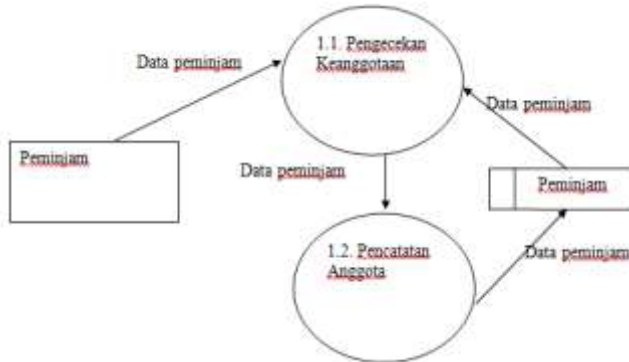 1.1. Pengecekan
Keanggotaan
Data peminjam
Data peminjam
Peminjam
Data peminjam
Peminjam
1.2. Pencatatan
Anggota
Data peminjam